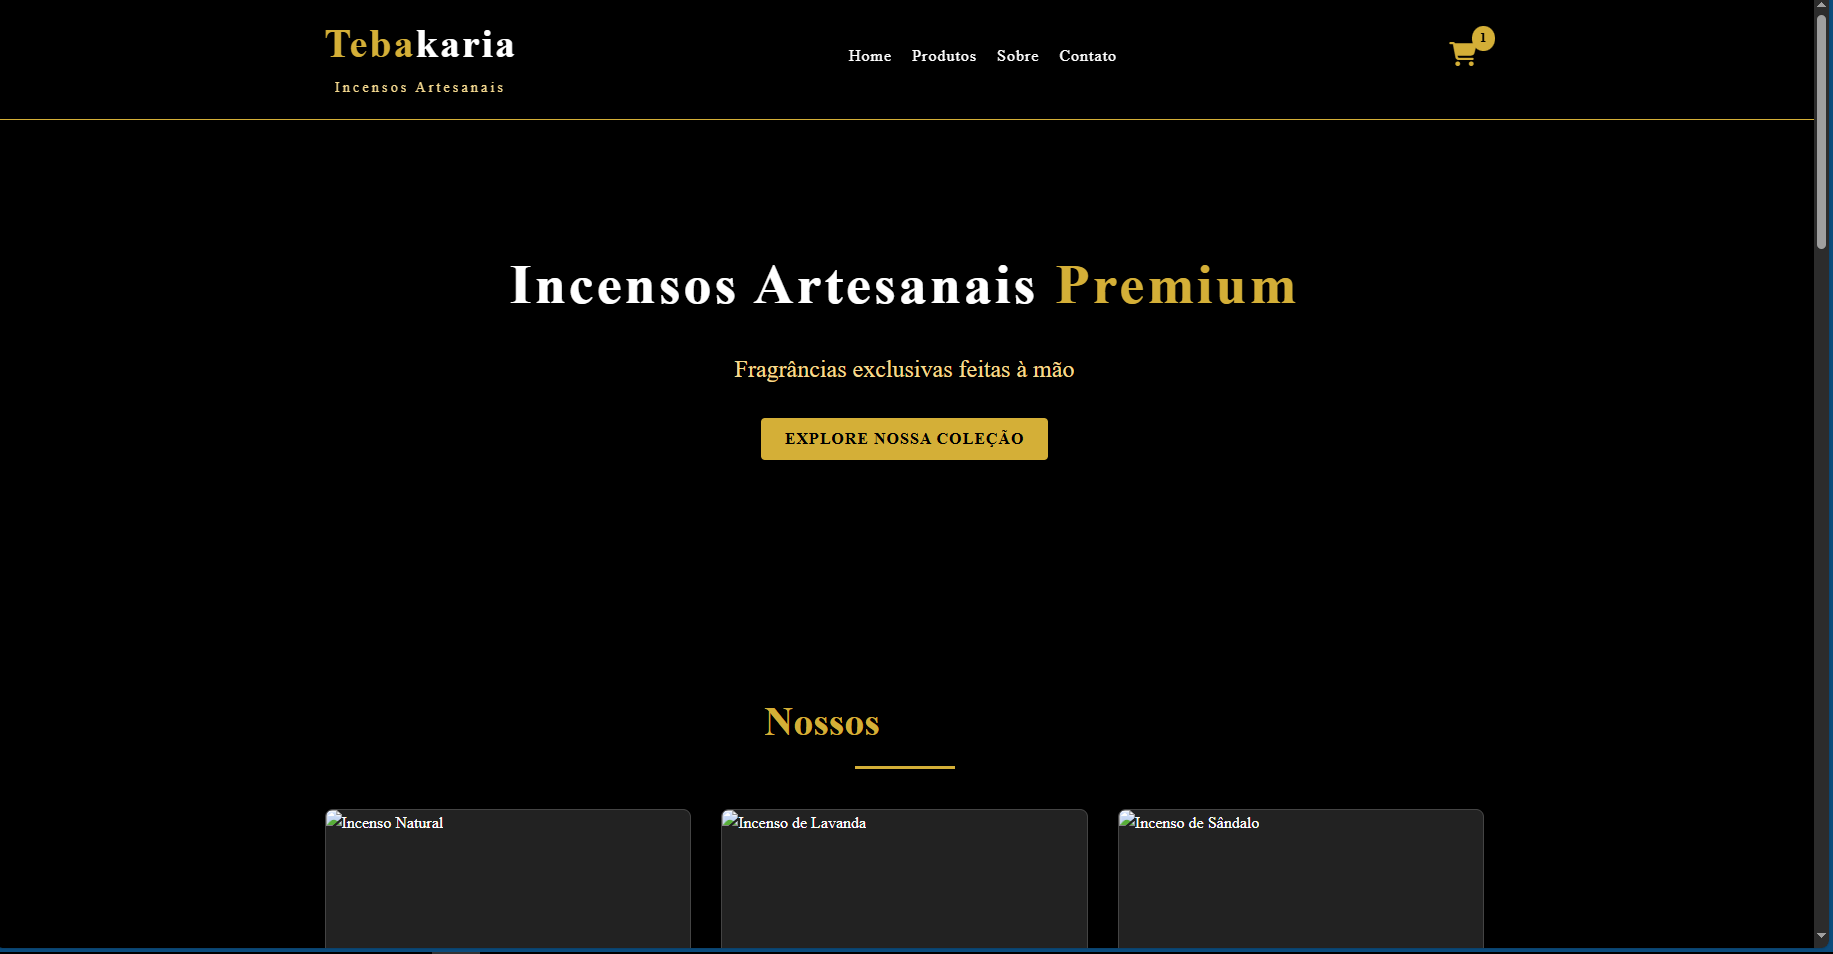 Tebakaria
Incensos Artesanais
Home Produtos Sobre Contato
1
Incensos Artesanais Premium
Fragrâncias exclusivas feitas à mão
EXPLORE NOSSA COLEÇÃO
Nossos
Incenso Natural
Incenso de Lavanda
Incenso de Sândalo